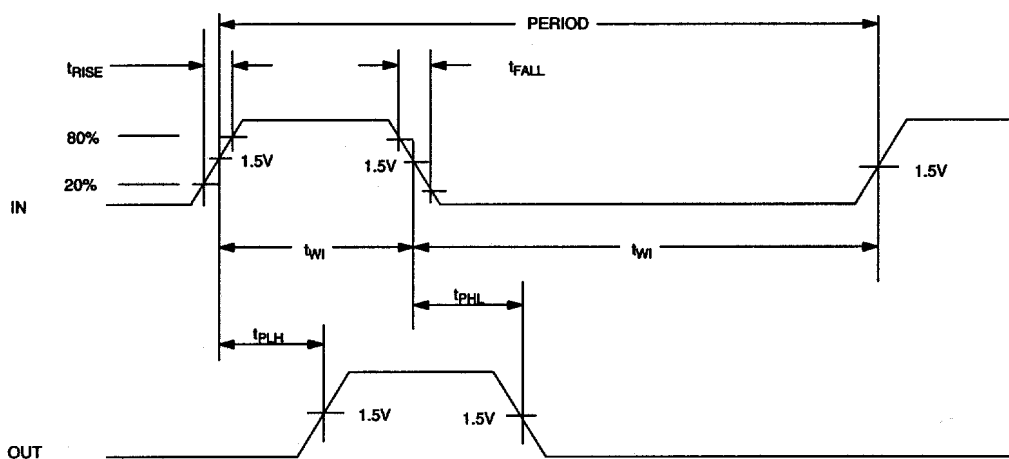 PERIOD
tRISE
tFALL
80%
1.5V
1.5V
1.5V
20%
IN
tWI
tWI
tPHL
tPLH
1.5V
1.5V
OUT